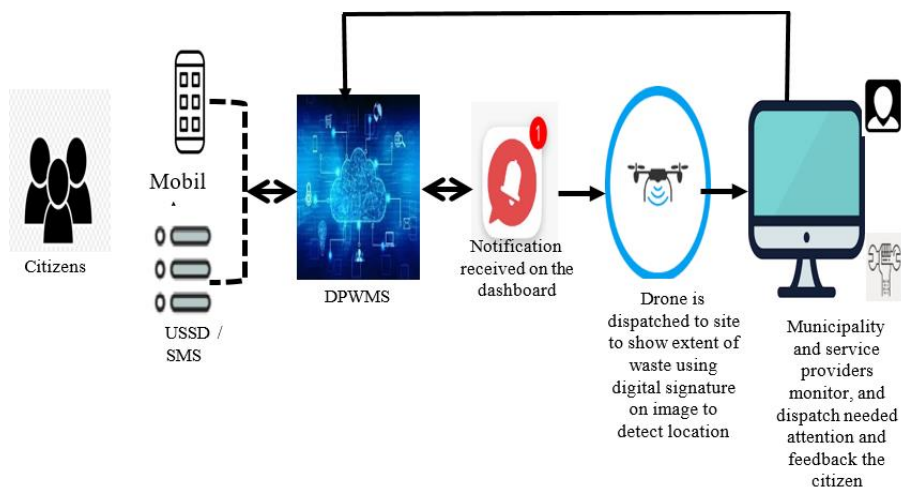 Citizens
Mobil
USSD /
SMS
DPWMS
1
Notification
received on the
dashboard
Drone is
dispatched to site
to show extent of
waste using
digital signature
on image to
detect location
Municipality
and service
providers
monitor, and
dispatch needed
attention and
feedback the
citizen